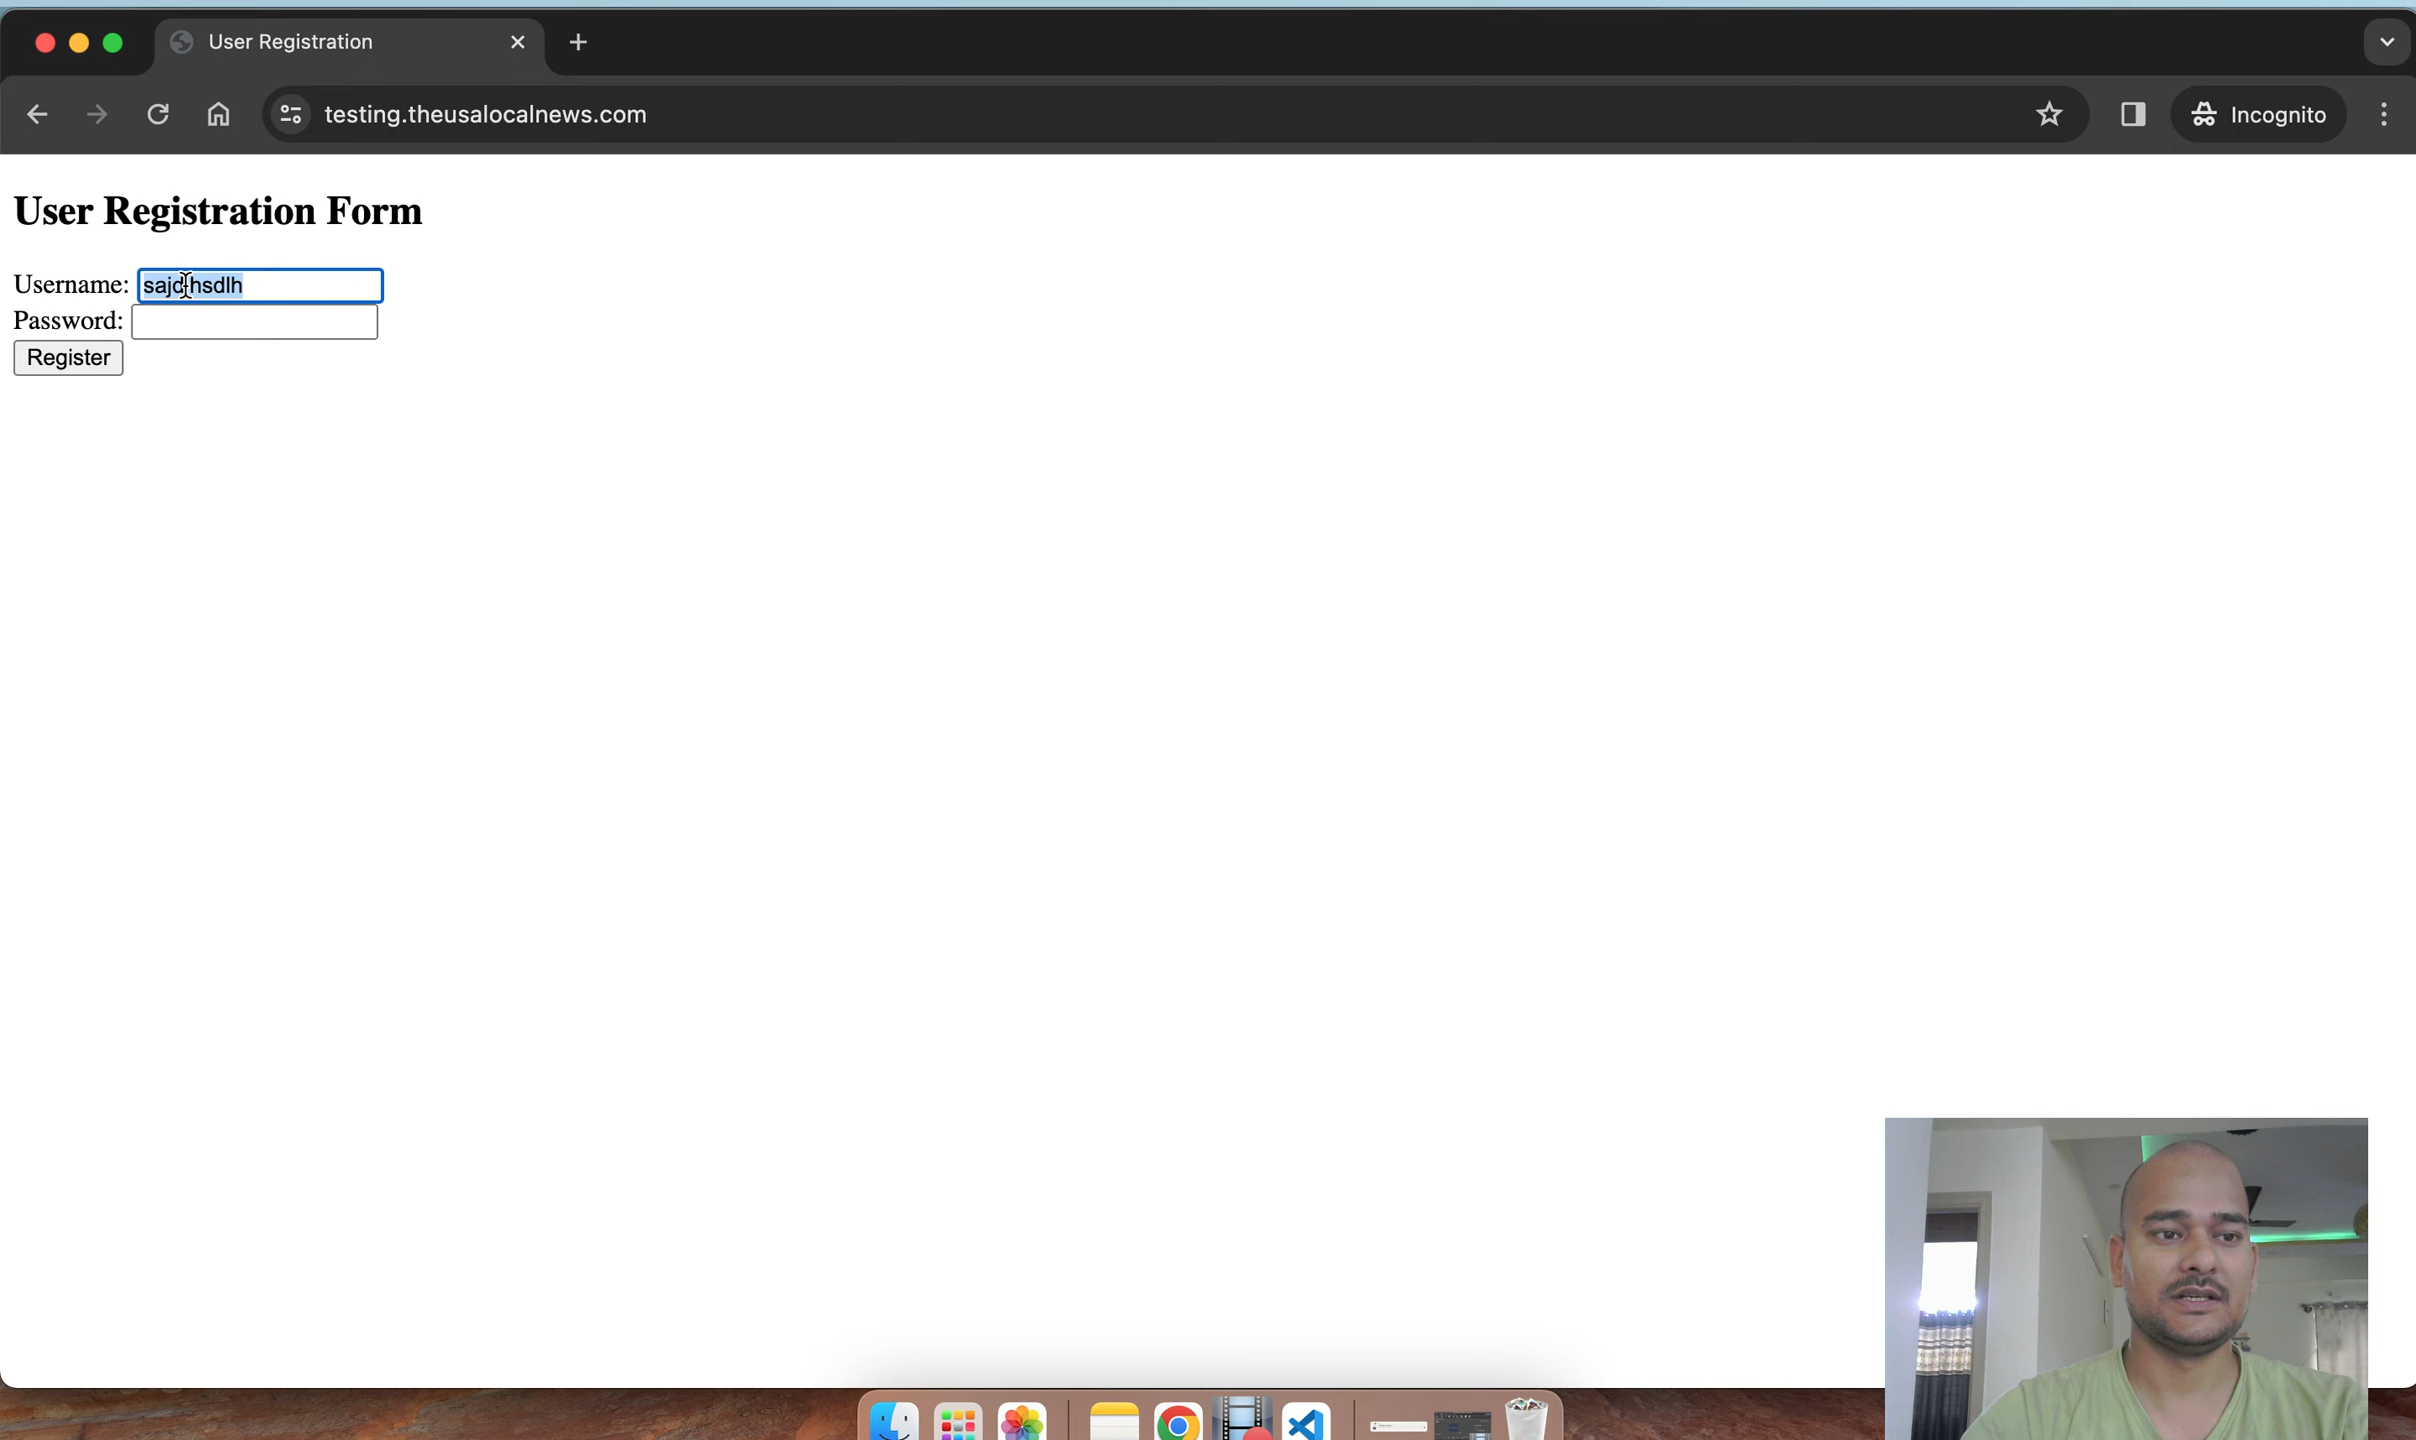 User Registration
testing.theusalocalnews.com
Incognito
User Registration Form
Username: sajdhsdlh
Password:
Register